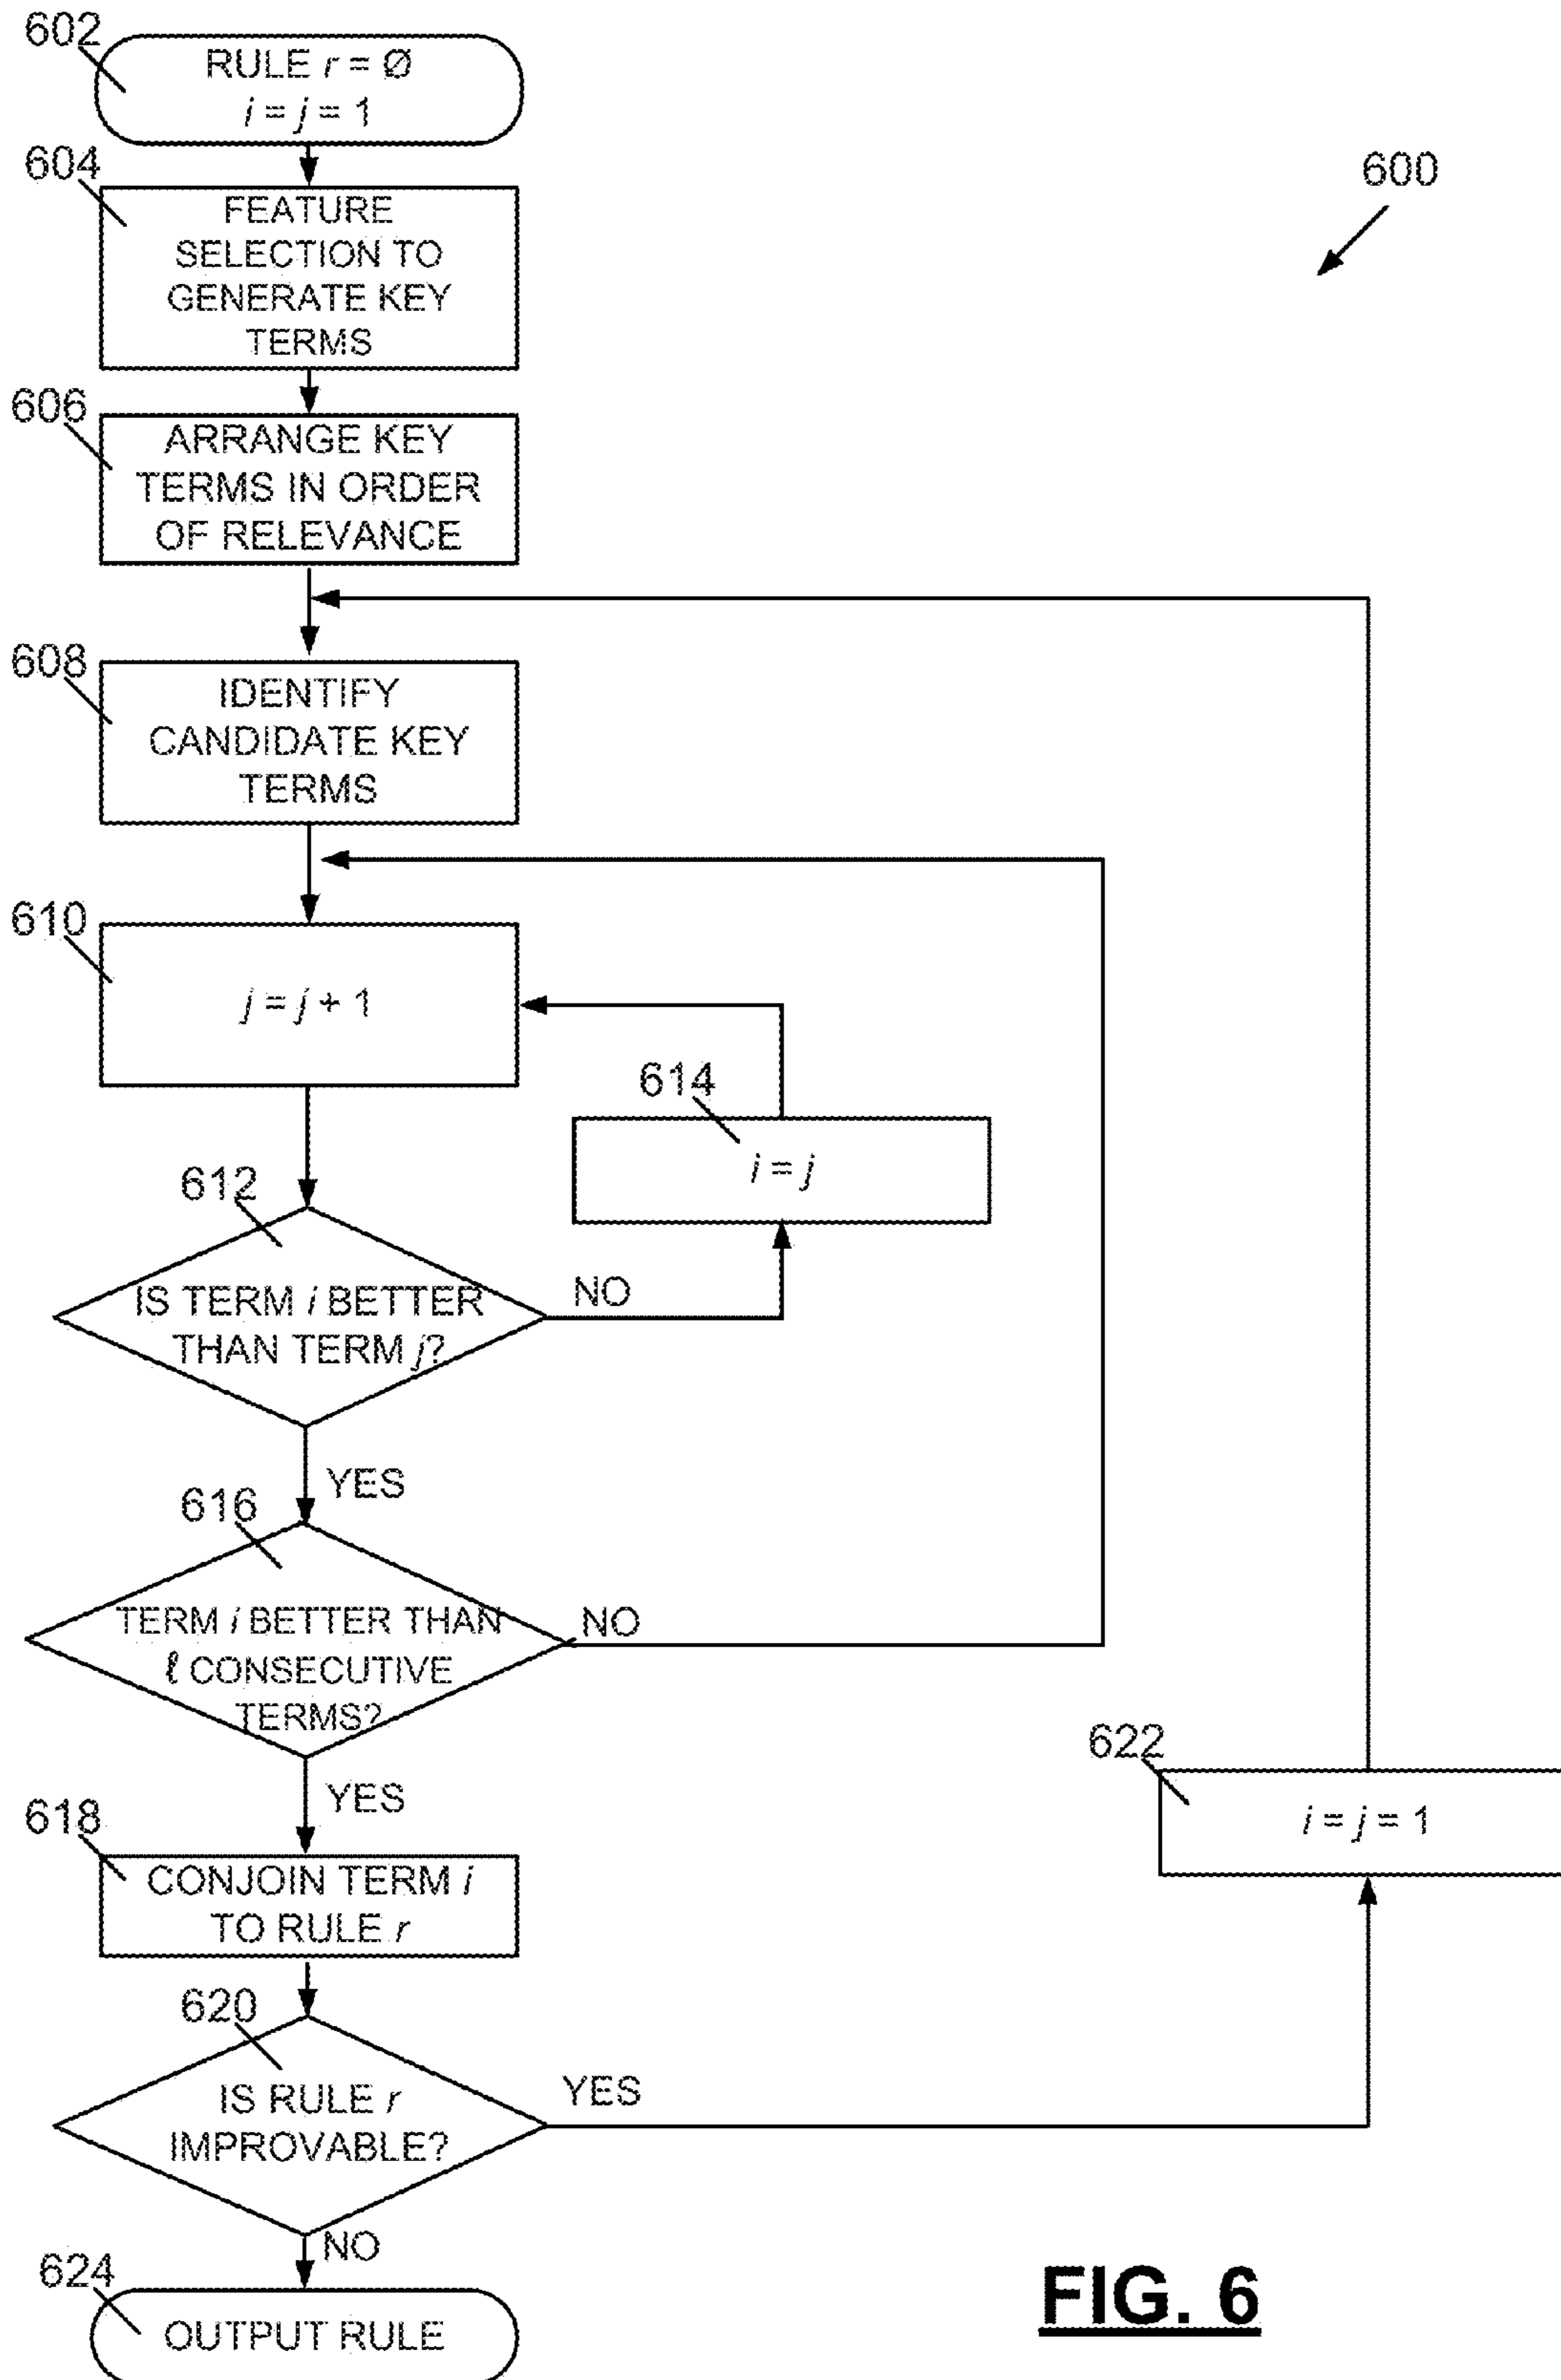 602
RULE r = Ø
i = j = 1
604
FEATURE
SELECTION TO
GENERATE KEY
TERMS
600
606
ARRANGE KEY
TERMS IN ORDER
OF RELEVANCE
608
IDENTIFY
CANDIDATE KEY
TERMS
610
j = j + 1
614
i = j
612
IS TERM i BETTER
THAN TERM j?
NO
YES
616
TERM i BETTER THAN
ℓ CONSECUTIVE
TERMS?
NO
YES
622
i = j = 1
618
CONJOIN TERM i
TO RULE r
620
IS RULE r
IMPROVABLE?
YES
NO
624
OUTPUT RULE
FIG. 6